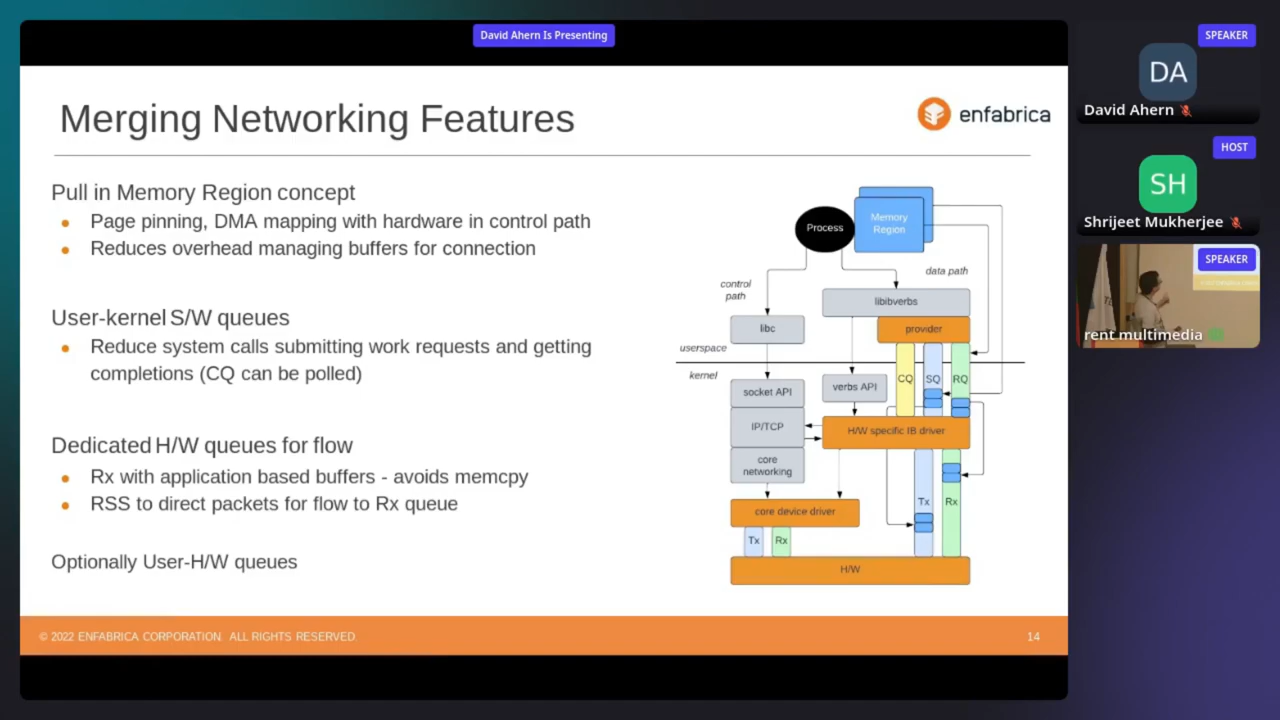 David Ahern Is Presenting
Merging Networking Features
enfabrica
Pull in Memory Region concept
Page pinning, DMA mapping with hardware in control path
Reduces overhead managing buffers for connection
User-kernel S/W queues
Reduce system calls submitting work requests and getting
completions (CQ can be polled)
Dedicated H/W queues for flow
Rx with application based buffers - avoids memcpy
RSS to direct packets for flow to Rx queue
Optionally User-H/W queues
Memory
Region
Process
control
path
data path
libibverbs
libc
provider
userspace
kernel
CQ
SQ
RQ
socket API
verbs API
IP/TCP
H/W specific IB driver
core
networking
Tx
Rx
core device driver
Tx
Rx
H/W
© 2022 ENFABRICA CORPORATION. ALL RIGHTS RESERVED.
14
SPEAKER
DA
David Ahern
HOST
SH
Shrijeet Mukherjee
SPEAKER
rent multimedia